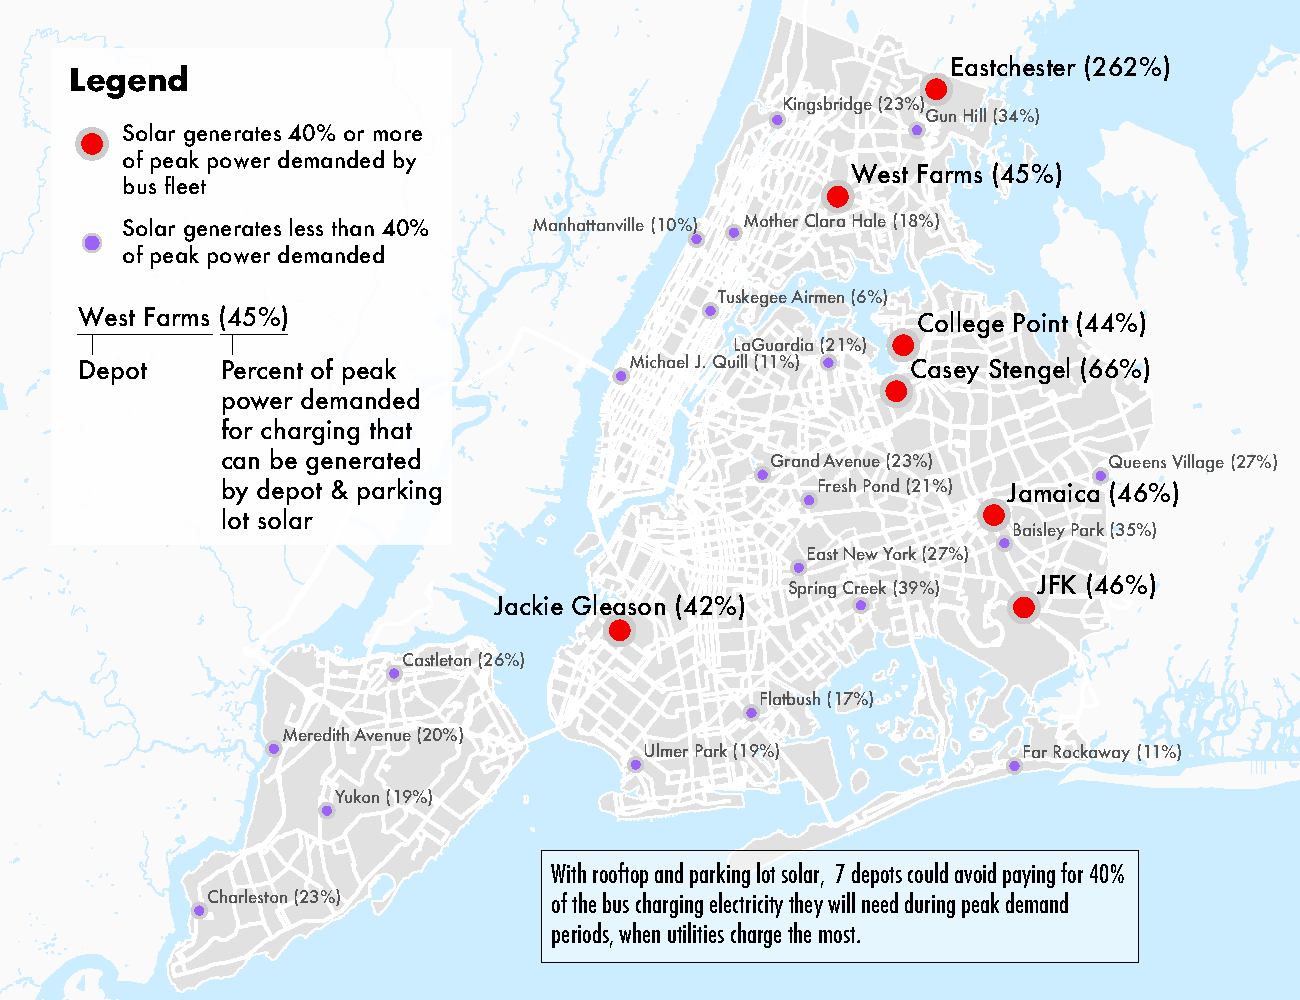 Legend
Solar generates 40% or more
of peak power demanded by
bus fleet
Solar generates less than 40%
of peak power demanded
West Farms (45%)
Depot
Percent of peak
power demanded
for charging that
can be generated
by depot & parking
lot solar
Eastchester (262%)
Kingsbridge (23%)
Gun Hill (34%)
West Farms (45%)
Manhattanville (10%)
Mother Clara Hale (18%)
Tuskegee Airmen (6%)
College Point (44%)
LaGuardia (21%)
Michael J. Quill (11%)
Casey Stengel (66%)
Grand Avenue (23%)
Queens Village (27%)
Fresh Pond (21%)
Jamaica (46%)
Baisley Park (35%)
East New York (27%)
Spring Creek (39%)
JFK (46%)
Jackie Gleason (42%)
Castleton (26%)
Flatbush (17%)
Meredith Avenue (20%)
Ulmer Park (19%)
Far Rockaway (11%)
Yukon (19%)
Charleston (23%)
With rooftop and parking lot solar, 7 depots could avoid paying for 40%
of the bus charging electricity they will need during peak demand
periods, when utilities charge the most.